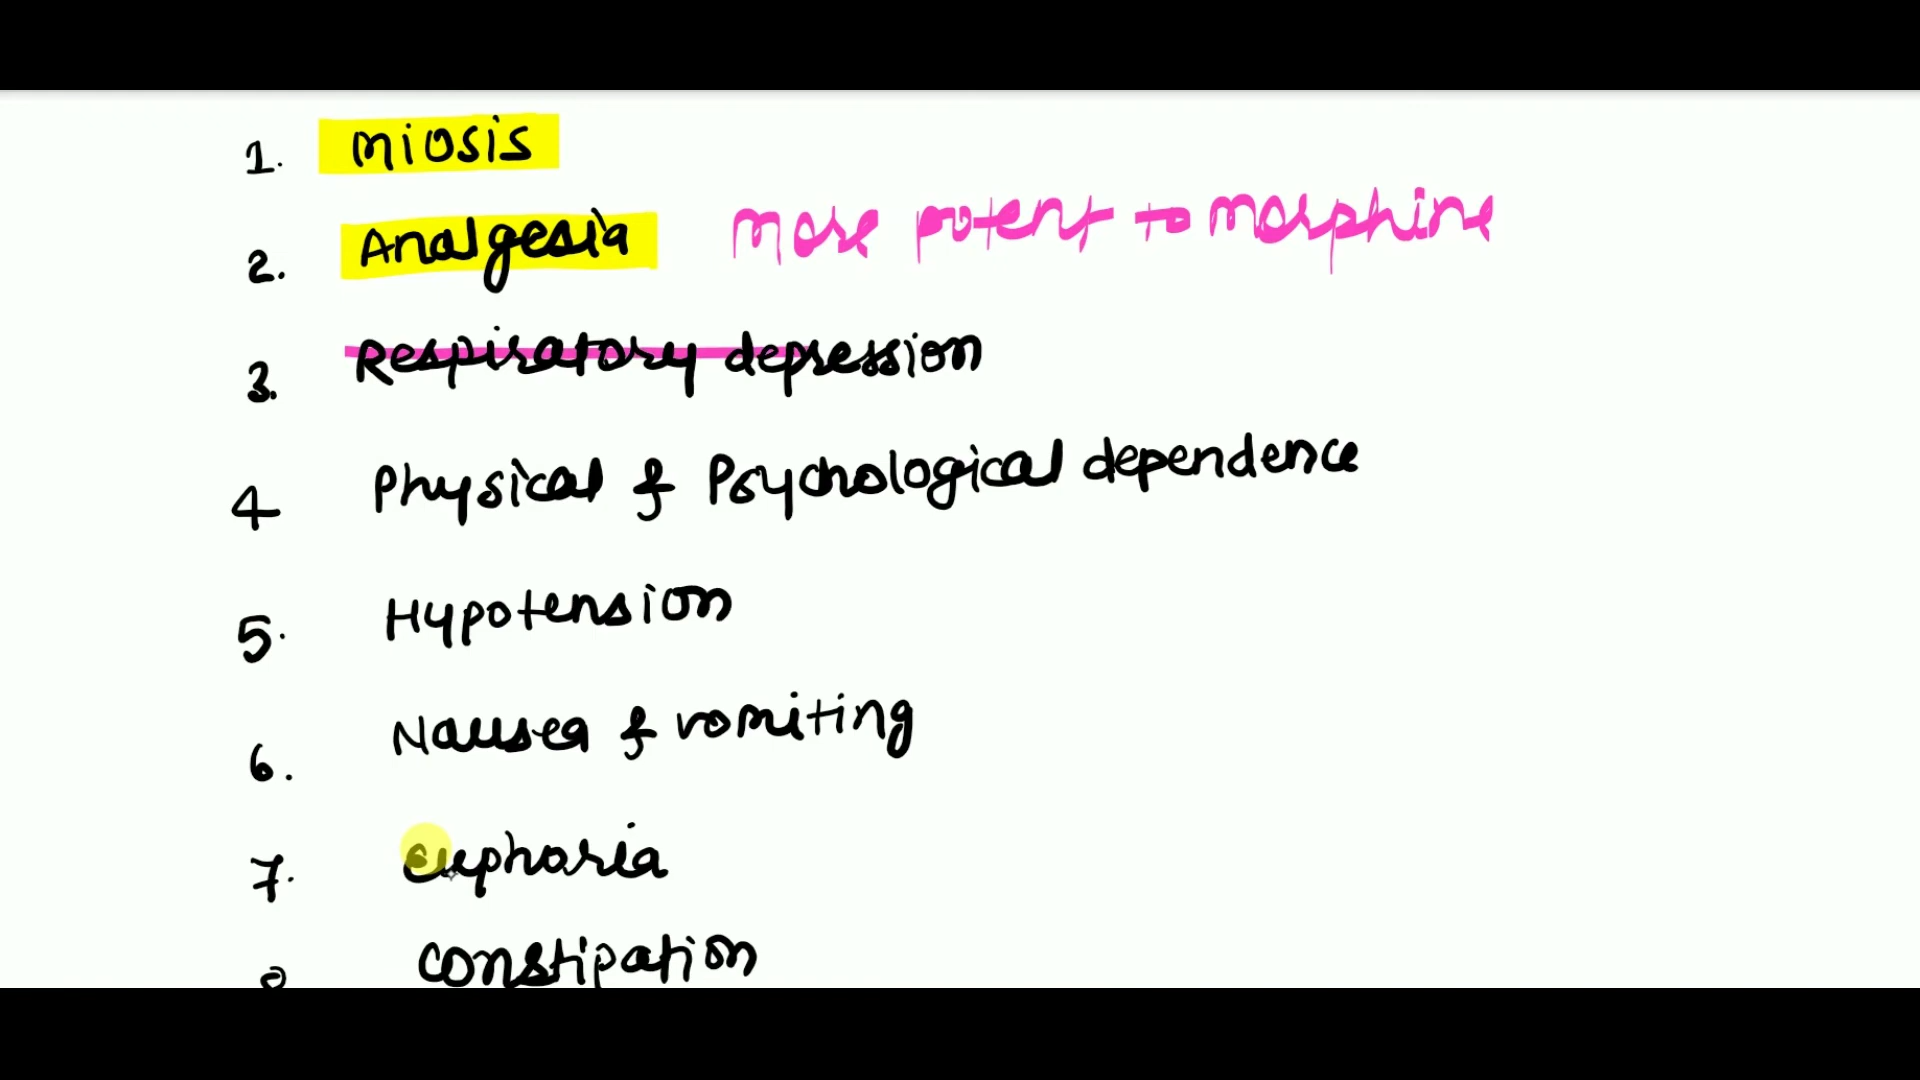 1. Miosis
2. Analgesia more potent to morphine
3. Respiratory depression
4 Physical & Psychological dependence
5. Hypotension
6. Nausea & vomiting
7. euphoria
constipation